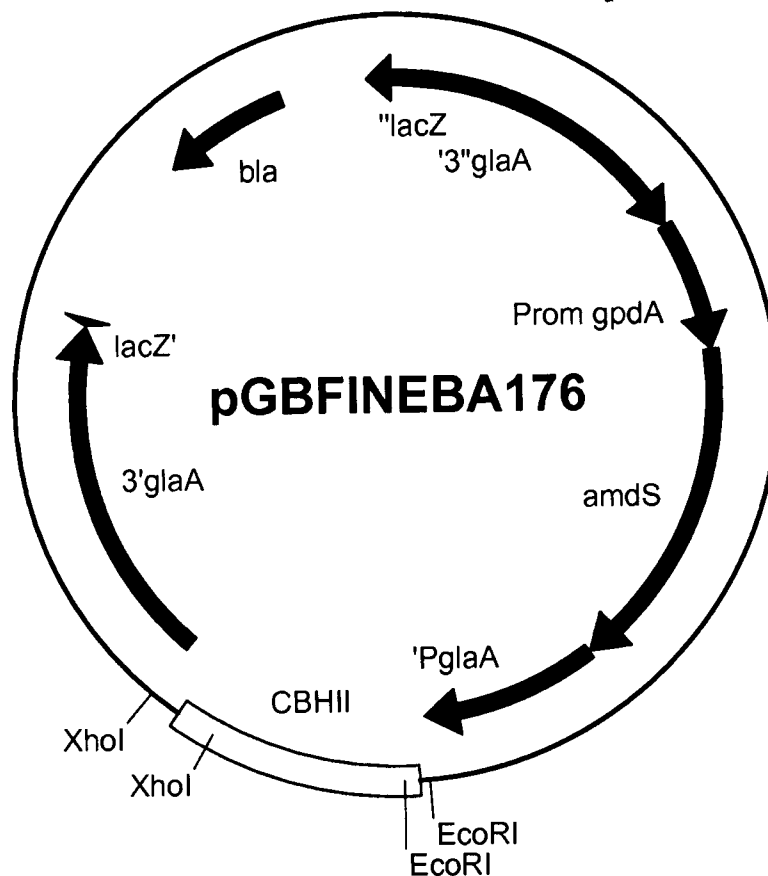 "lacZ
'3"glaA
bla
Prom gpdA
lacZ'
pGBFINEBA176
3'glaA
amdS
'PglaA
CBHII
XhoI
XhoI
EcoRI
EcoRI